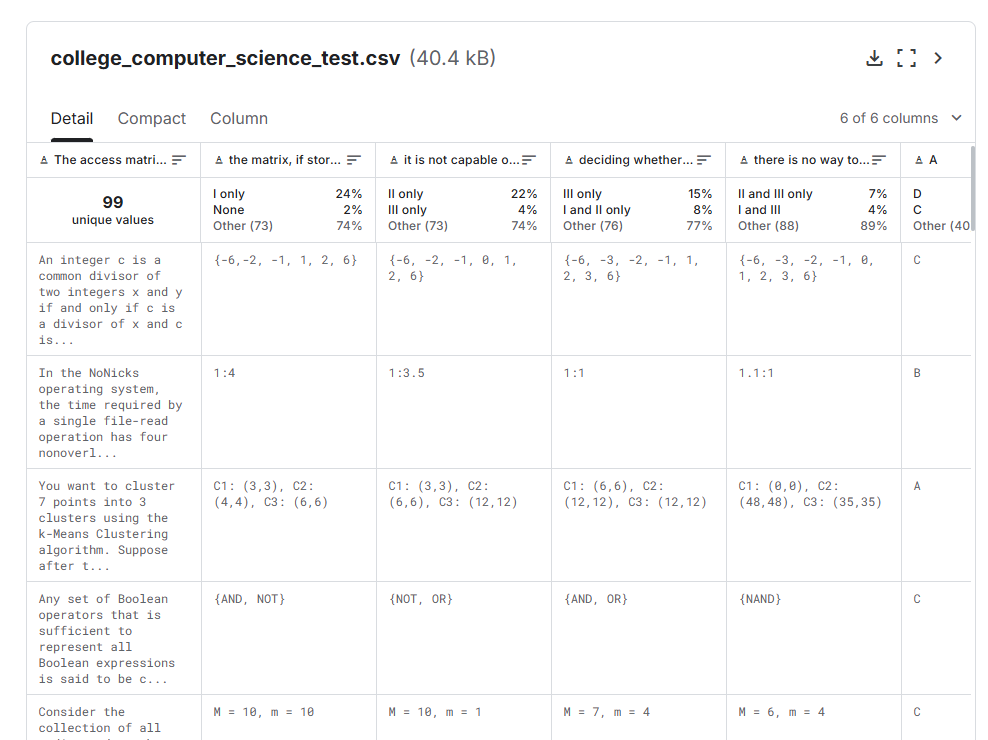 college_computer_science_test.csv (40.4 kB)
Detail Compact Column 6 of 6 columns
The access matri... the matrix, if stor... it is not capable o... deciding whether... there is no way to... A
99
unique values
I only 24%
None 2%
Other (73) 74%
II only 22%
III only 4%
Other (73) 74%
III only 15%
I and II only 8%
Other (76) 77%
II and III only 7%
I and III 4%
Other (88) 89%
D
C
Other (40
An integer c is a
common divisor of
two integers x and y
if and only if c is
a divisor of x and c
is...
{-6,-2, -1, 1, 2, 6}
{-6, -2, -1, 0, 1,
2, 6}
{-6, -3, -2, -1, 1,
2, 3, 6}
{-6, -3, -2, -1, 0,
1, 2, 3, 6}
C
In the NoNicks
operating system,
the time required by
a single file-read
operation has four
nonoverl...
1:4
1:3.5
1:1
1.1:1
B
You want to cluster
7 points into 3
clusters using the
k-Means Clustering
algorithm. Suppose
after t...
C1: (3,3), C2:
(4,4), C3: (6,6)
C1: (3,3), C2:
(6,6), C3: (12,12)
C1: (6,6), C2:
(12,12), C3: (12,12)
C1: (0,0), C2:
(48,48), C3: (35,35)
A
Any set of Boolean
operators that is
sufficient to
represent all
Boolean expressions
is said to be c...
{AND, NOT}
{NOT, OR}
{AND, OR}
{NAND}
C
Consider the
collection of all
M = 10, m = 10
M = 10, m = 1
M = 7, m = 4
M = 6, m = 4
C